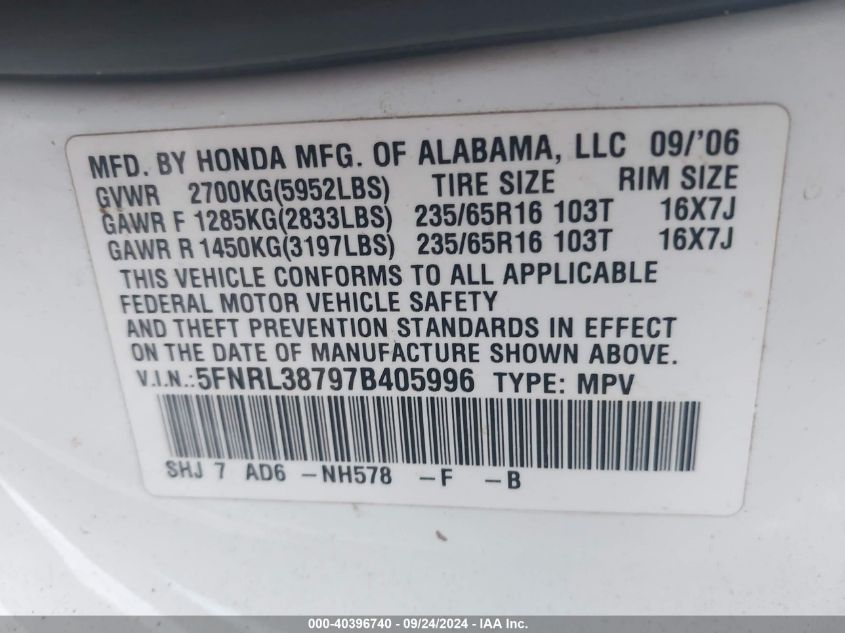 MFD. BY HONDA MFG. OF ALABAMA, LLC 09/'06
GVWR 2700KG(5952LBS) TIRE SIZE RIM SIZE
GAWR F 1285KG(2833LBS) 235/65R16 103T 16X7J
GAWR R 1450KG(3197LBS) 235/65R16 103T 16X7J
THIS VEHICLE CONFORMS TO ALL APPLICABLE
FEDERAL MOTOR VEHICLE SAFETY
AND THEFT PREVENTION STANDARDS IN EFFECT
ON THE DATE OF MANUFACTURE SHOWN ABOVE.
V.I.N.:5FNRL38797B405996 TYPE: MPV
SHJ 7 AD6 -NH578 -F -B
000-40396740 / 09/24/2024 - IAA Inc.